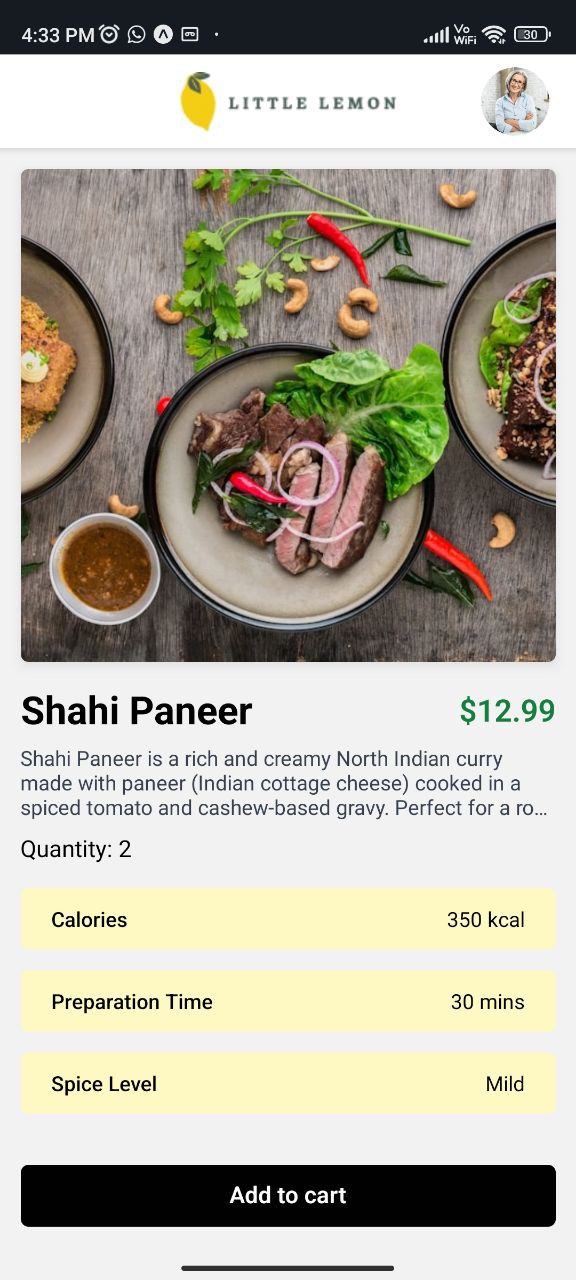 4:33 PM
Vo
WiFi
30
LITTLE LEMON
Shahi Paneer
$12.99
Shahi Paneer is a rich and creamy North Indian curry
made with paneer (Indian cottage cheese) cooked in a
spiced tomato and cashew-based gravy. Perfect for a ro...
Quantity: 2
Calories
350 kcal
Preparation Time
30 mins
Spice Level
Mild
Add to cart